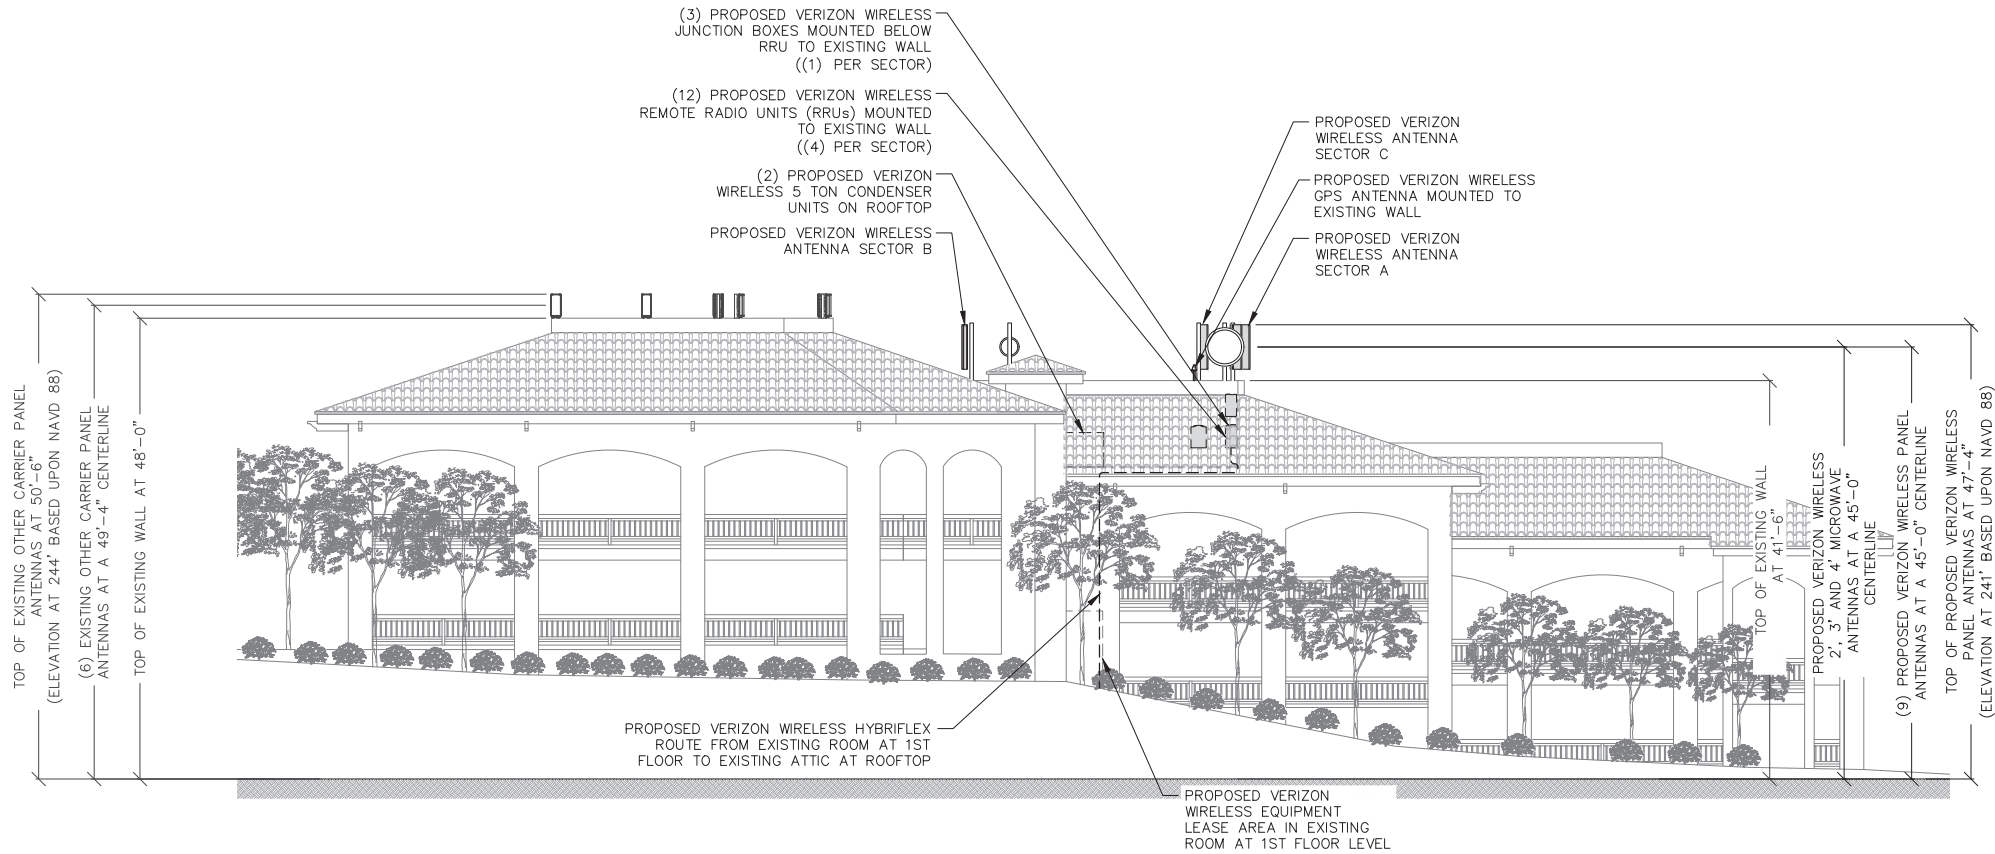 (3) PROPOSED VERIZON WIRELESS
JUNCTION BOXES MOUNTED BELOW
RRU TO EXISTING WALL
((1) PER SECTOR)
(12) PROPOSED VERIZON WIRELESS
REMOTE RADIO UNITS (RRUs) MOUNTED
TO EXISTING WALL
((4) PER SECTOR)
(2) PROPOSED VERIZON
WIRELESS 5 TON CONDENSER
UNITS ON ROOFTOP
PROPOSED VERIZON WIRELESS
ANTENNA SECTOR B
PROPOSED VERIZON
WIRELESS ANTENNA
SECTOR C
PROPOSED VERIZON WIRELESS
GPS ANTENNA MOUNTED TO
EXISTING WALL
PROPOSED VERIZON
WIRELESS ANTENNA
SECTOR A
TOP OF EXISTING OTHER CARRIER PANEL
ANTENNAS AT 50'-6"
(ELEVATION AT 244' BASED UPON NAVD 88)
(6) EXISTING OTHER CARRIER PANEL
ANTENNAS AT A 49'-4" CENTERLINE
TOP OF EXISTING WALL AT 48'-0"
TOP OF EXISTING WALL
AT 41'-6"
PROPOSED VERIZON WIRELESS
2', 3' AND 4' MICROWAVE
ANTENNAS AT A 45'-0"
CENTERLINE
(9) PROPOSED VERIZON WIRELESS PANEL
ANTENNAS AT A 45'-0" CENTERLINE
TOP OF PROPOSED VERIZON WIRELESS
PANEL ANTENNAS AT 47'-4"
(ELEVATION AT 241' BASED UPON NAVD 88)
PROPOSED VERIZON WIRELESS HYBRIFLEX
ROUTE FROM EXISTING ROOM AT 1ST
FLOOR TO EXISTING ATTIC AT ROOFTOP
PROPOSED VERIZON
WIRELESS EQUIPMENT
LEASE AREA IN EXISTING
ROOM AT 1ST FLOOR LEVEL